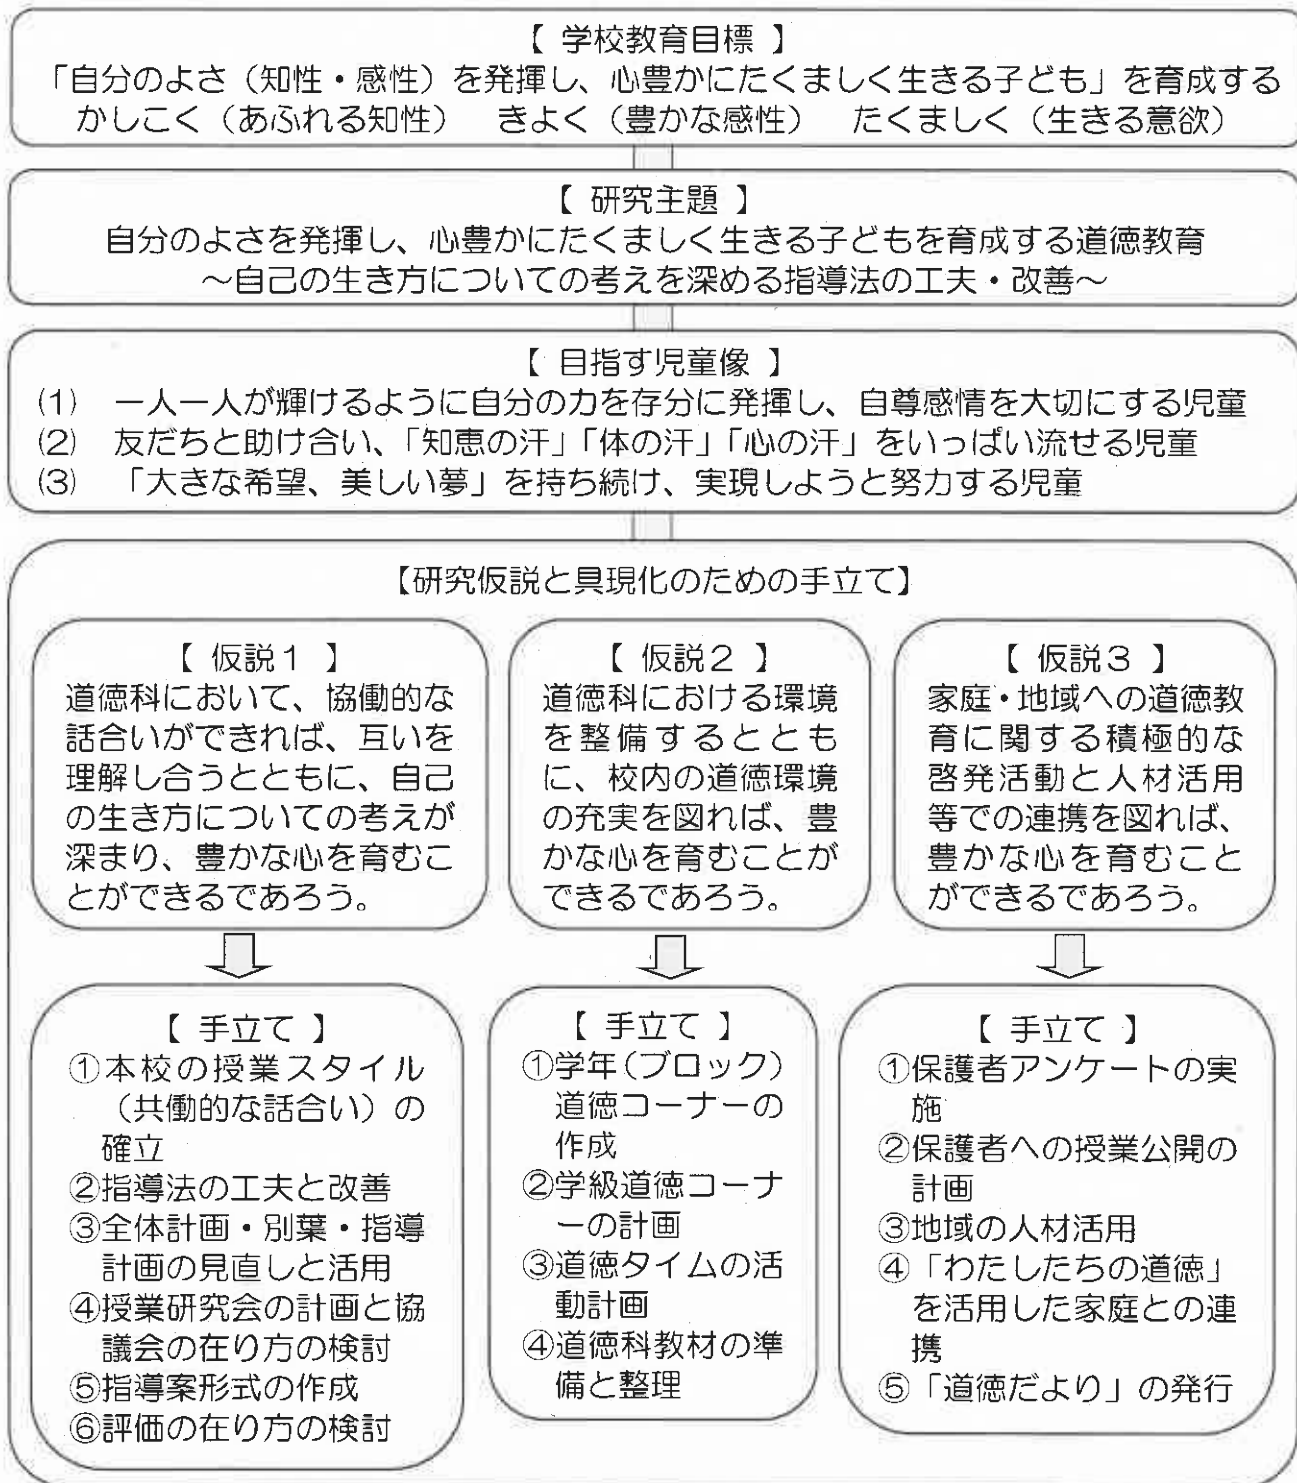 【 学校教育目標 】
「自分のよさ（知性・感性）を発揮し、心豊かにたくましく生きる子ども」を育成する
かしこく（あふれる知性）　きよく（豊かな感性）　たくましく（生きる意欲）
【 研究主題 】
自分のよさを発揮し、心豊かにたくましく生きる子どもを育成する道徳教育
～自己の生き方についての考えを深める指導法の工夫・改善～
【 目指す児童像 】
(1)　一人一人が輝けるように自分の力を存分に発揮し、自尊感情を大切にする児童
(2)　友だちと助け合い、「知恵の汗」「体の汗」「心の汗」をいっぱい流せる児童
(3)　「大きな希望、美しい夢」を持ち続け、実現しようと努力する児童
【研究仮説と具現化のための手立て】
【 仮説１ 】
道徳科において、協働的な
話合いができれば、互いを
理解し合うとともに、自己
の生き方についての考えが
深まり、豊かな心を育むこ
とができるであろう。
【 仮説２ 】
道徳科における環境
を整備するととも
に、校内の道徳環境
の充実を図れば、豊
かな心を育むことが
できるであろう。
【 仮説３ 】
家庭・地域への道徳教
育に関する積極的な
啓発活動と人材活用
等での連携を図れば、
豊かな心を育むこと
ができるであろう。
【 手立て 】
①本校の授業スタイル
（共働的な話合い）の
確立
②指導法の工夫と改善
③全体計画・別葉・指導
計画の見直しと活用
④授業研究会の計画と協
議会の在り方の検討
⑤指導案形式の作成
⑥評価の在り方の検討
【 手立て 】
①学年（ブロック）
道徳コーナーの
作成
②学級道徳コーナ
ーの計画
③道徳タイムの活
動計画
④道徳科教材の準
備と整理
【 手立て 】
①保護者アンケートの実
施
②保護者への授業公開の
計画
③地域の人材活用
④「わたしたちの道徳」
を活用した家庭との連
携
⑤「道徳だより」の発行